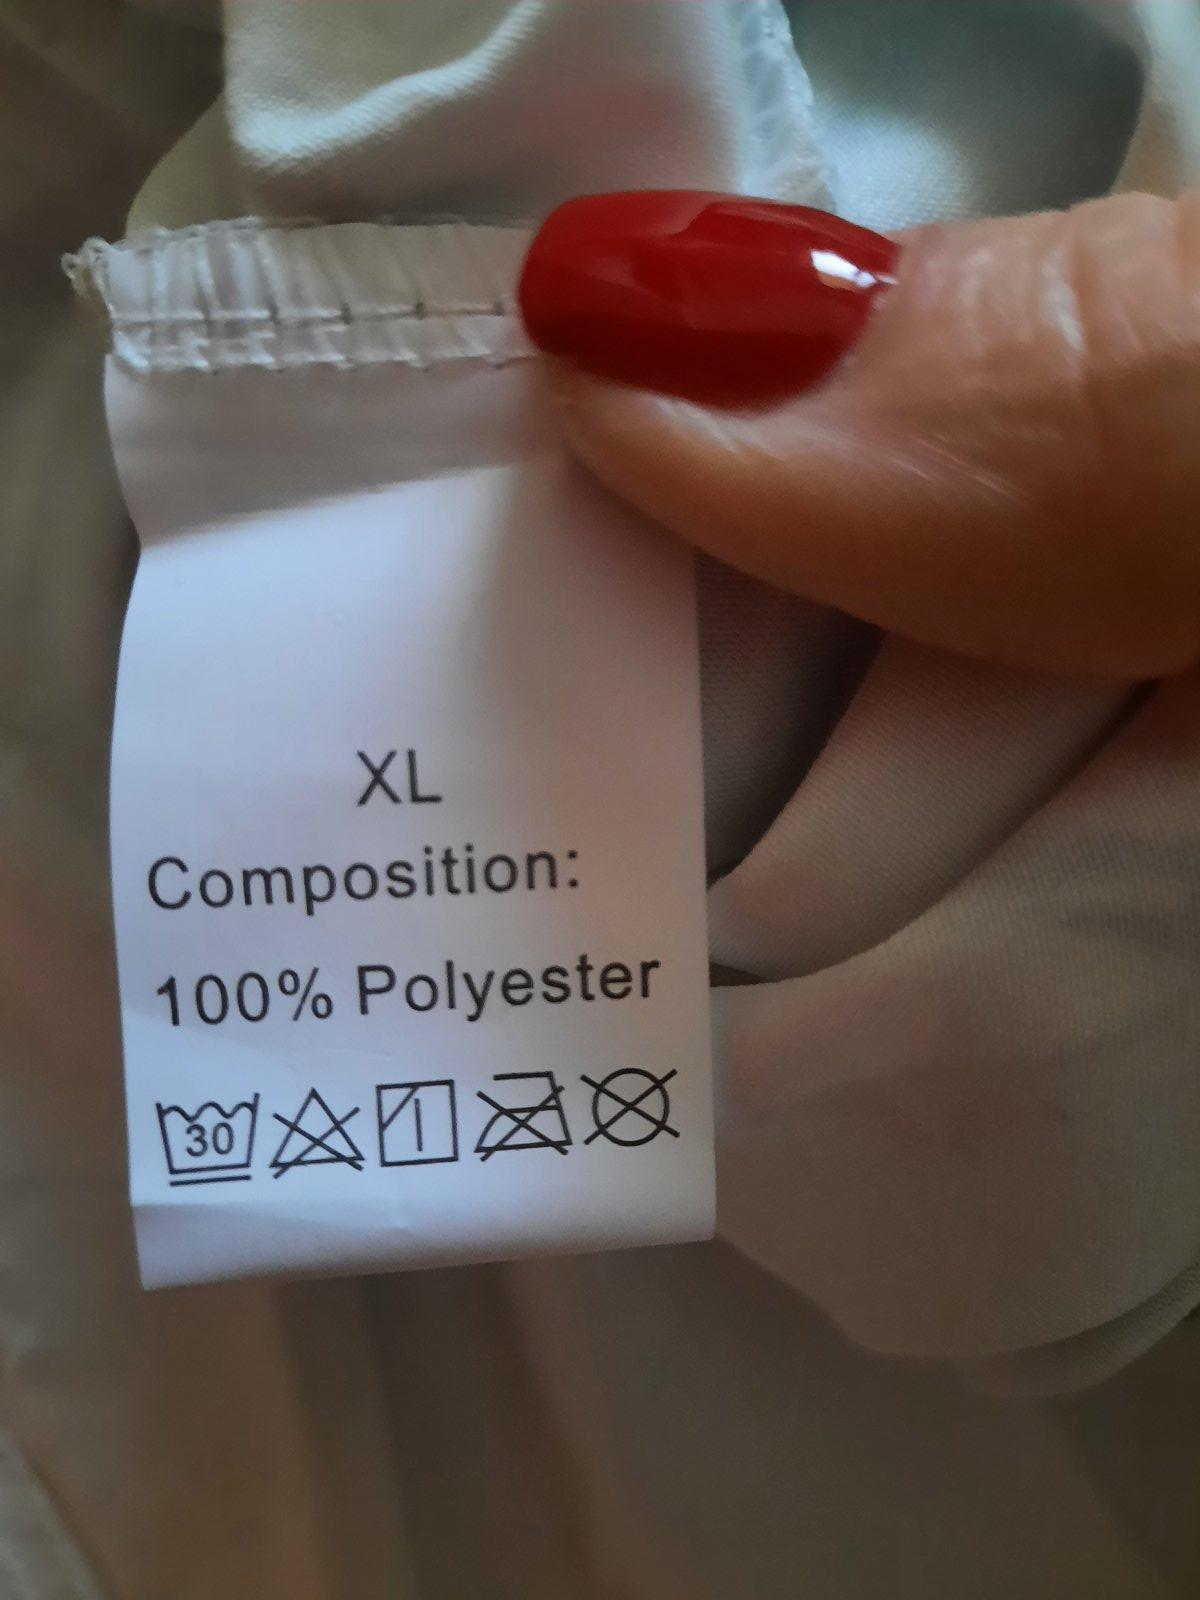 XL
Composition:
100% Polyester
30